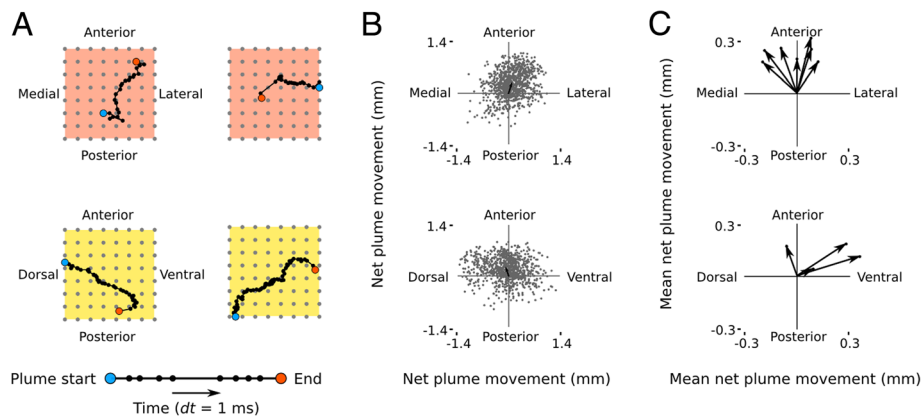 A
Anterior
Medial
Lateral
Posterior
Anterior
Dorsal
Ventral
Posterior
Plume start
End
Time (dt = 1 ms)
B
Net plume movement (mm)
1.4
Anterior
Medial
Lateral
-1.4
Posterior
-1.4
1.4
1.4
Anterior
Dorsal
Ventral
-1.4
Posterior
-1.4
1.4
Net plume movement (mm)
C
Mean net plume movement (mm)
0.3
Anterior
Medial
Lateral
-0.3
Posterior
-0.3
0.3
0.3
Anterior
Dorsal
Ventral
-0.3
Posterior
-0.3
0.3
Mean net plume movement (mm)